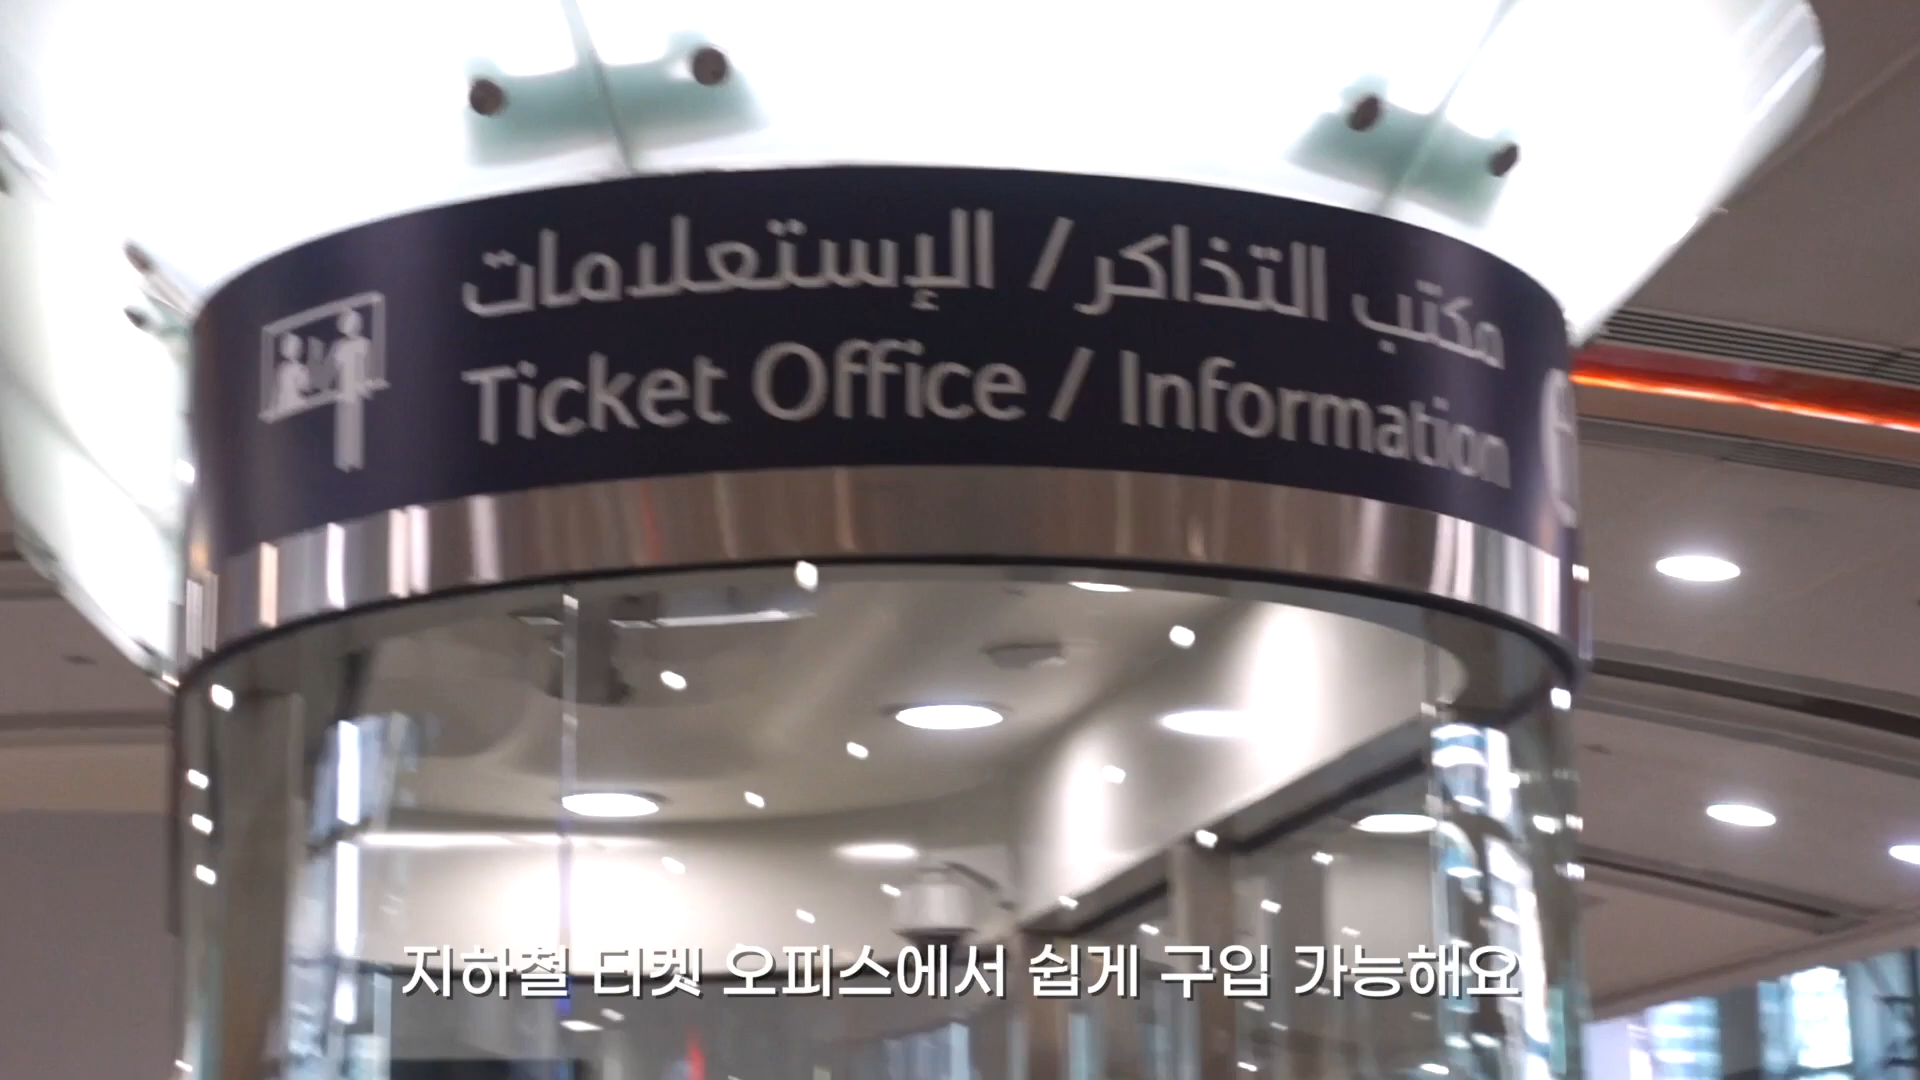 مكتب التذاكر / الإستعلامات
Ticket Office / Information
지하철 티켓 오피스에서 쉽게 구입 가능해요